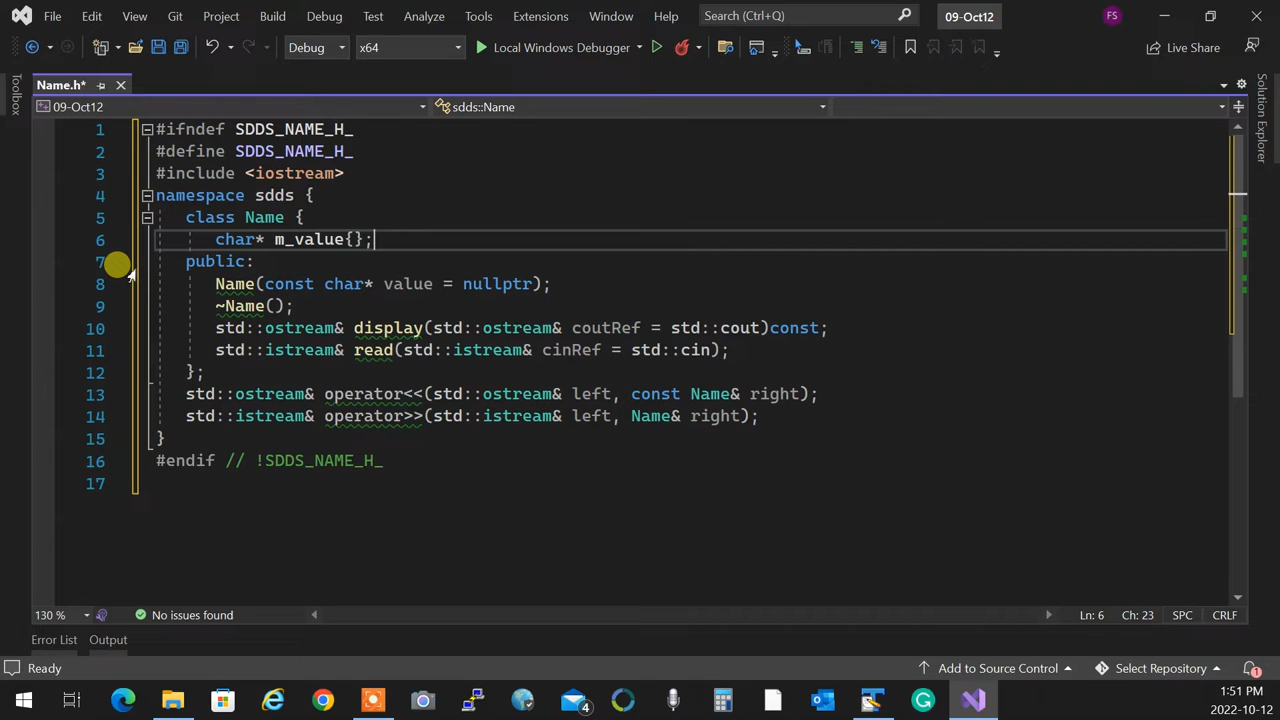 File Edit View Git Project Build Debug Test Analyze Tools Extensions Window Help Search (Ctrl+Q) 09-Oct12 FS
Debug x64 Local Windows Debugger Live Share
Toolbox
Name.h*
09-Oct12 sdds::Name
Solution Explorer
1 #ifndef SDDS_NAME_H_
2 #define SDDS_NAME_H_
3 #include <iostream>
4 namespace sdds {
5 class Name {
6 char* m_value{};
7 public:
8 Name(const char* value = nullptr);
9 ~Name();
10 std::ostream& display(std::ostream& coutRef = std::cout)const;
11 std::istream& read(std::istream& cinRef = std::cin);
12 };
13 std::ostream& operator<<(std::ostream& left, const Name& right);
14 std::istream& operator>>(std::istream& left, Name& right);
15 }
16 #endif // !SDDS_NAME_H_
17
130 % No issues found Ln: 6 Ch: 23 SPC CRLF
Error List Output
Ready Add to Source Control Select Repository 1
4 1:51 PM
2022-10-12